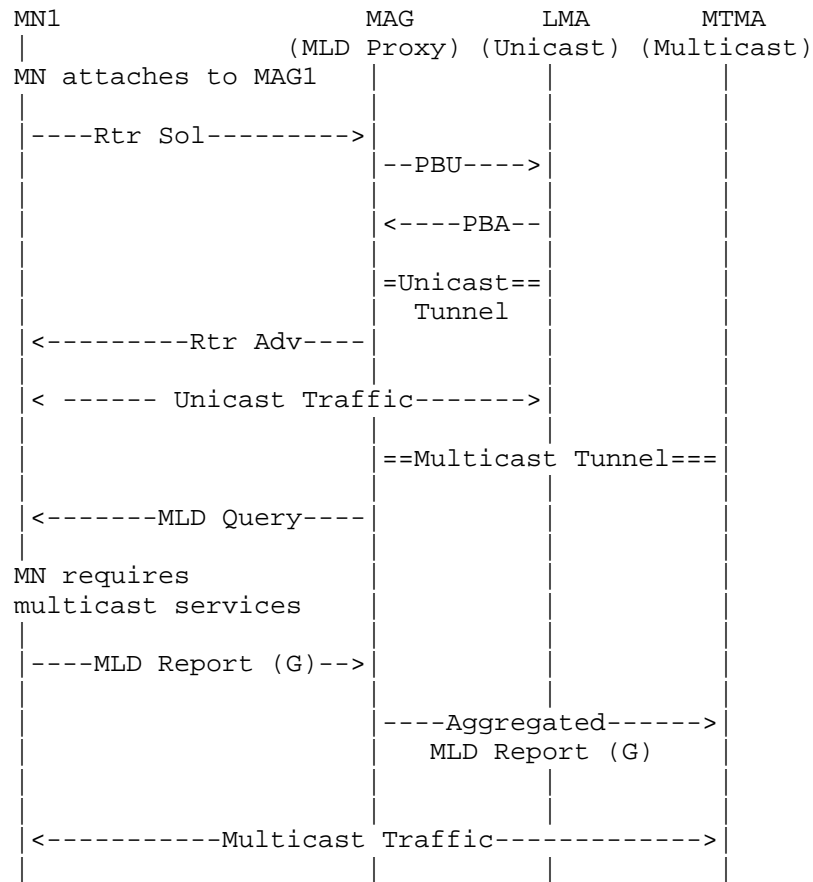 MN1                   MAG        LMA       MTMA
|                (MLD Proxy) (Unicast) (Multicast)
MN attaches to MAG1   |          |          |
|                     |          |          |
|----Rtr Sol--------->|          |          |
|                     |--PBU---->|          |
|                     |          |          |
|                     |<----PBA--|          |
|                     |          |          |
|                     |=Unicast==|          |
|                     |  Tunnel  |          |
|<---------Rtr Adv----|          |          |
|                     |          |          |
|< ------ Unicast Traffic------->|          |
|                     |          |          |
|                     |==Multicast Tunnel===|
|                     |          |          |
|<-------MLD Query----|          |          |
|                     |          |          |
MN requires           |          |          |
multicast services    |          |          |
|                     |          |          |
|----MLD Report (G)-->|          |          |
|                     |          |          |
|                     |----Aggregated------>|
|                     |   MLD Report (G)    |
|                     |          |          |
|                     |          |          |
|<-----------Multicast Traffic------------->|
|                     |          |          |